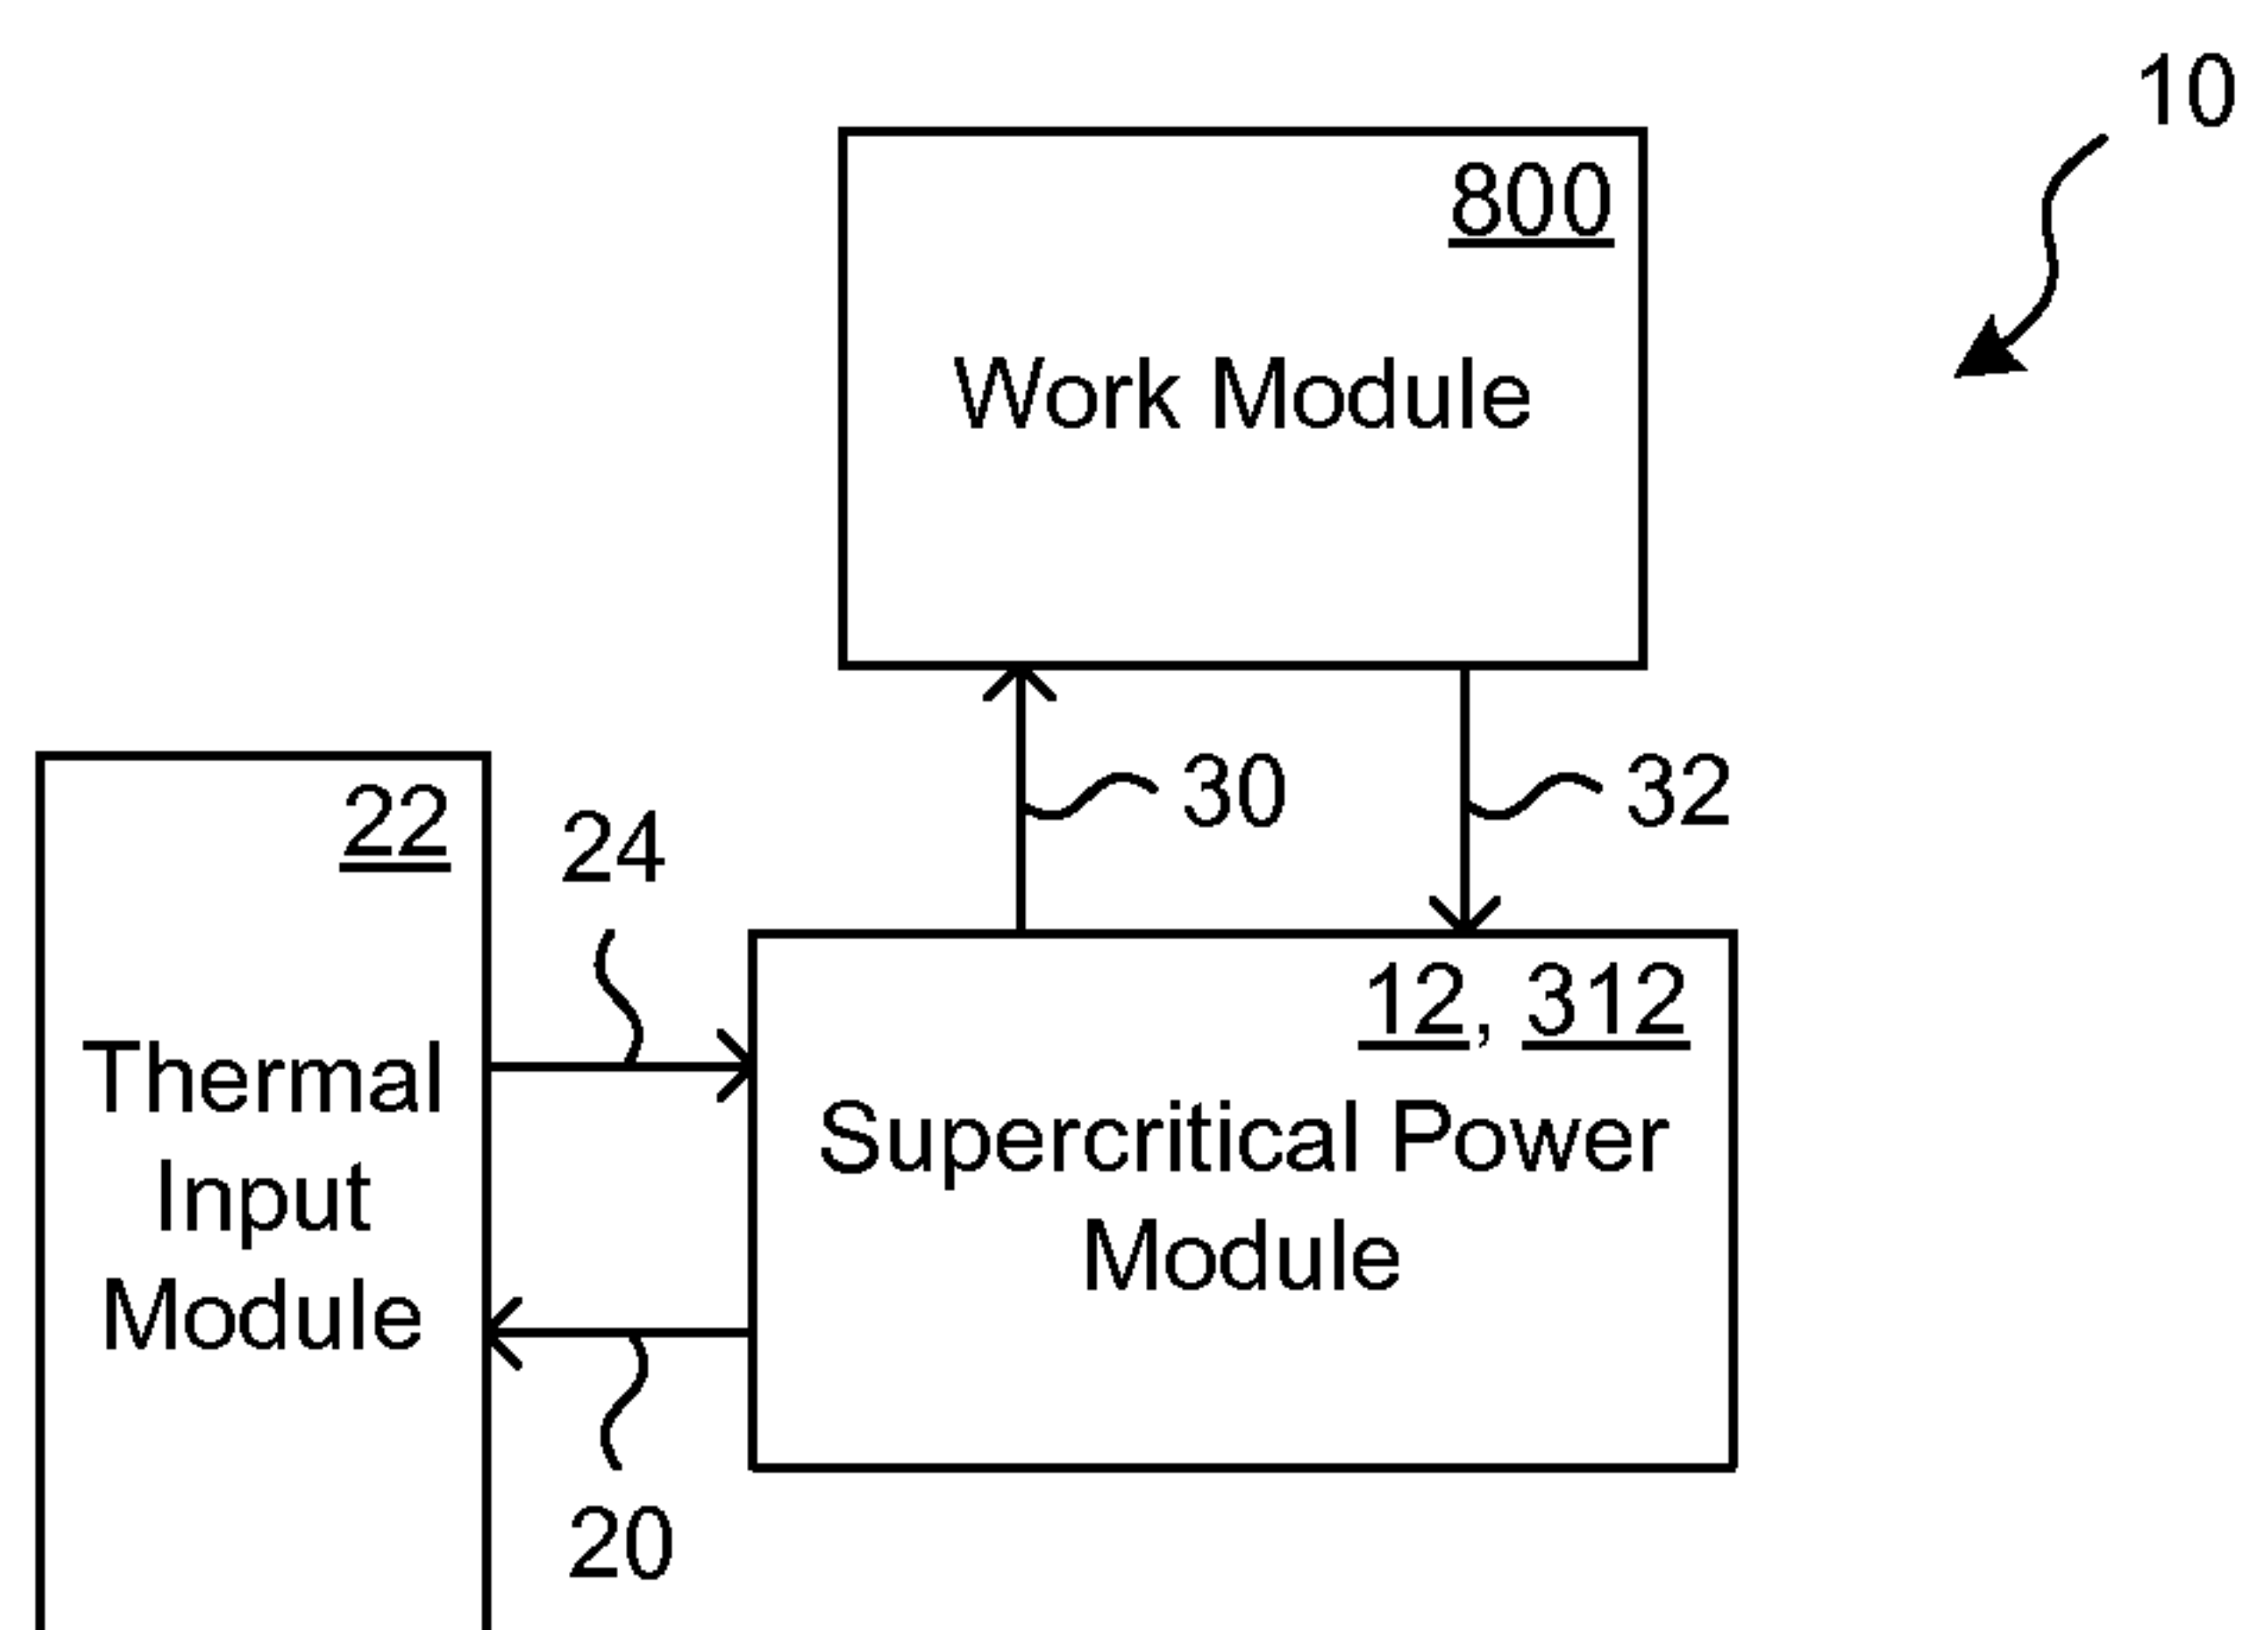 10
800
Work Module
30
32
22
24
12, 312
Thermal
Input
Module
Supercritical Power
Module
20